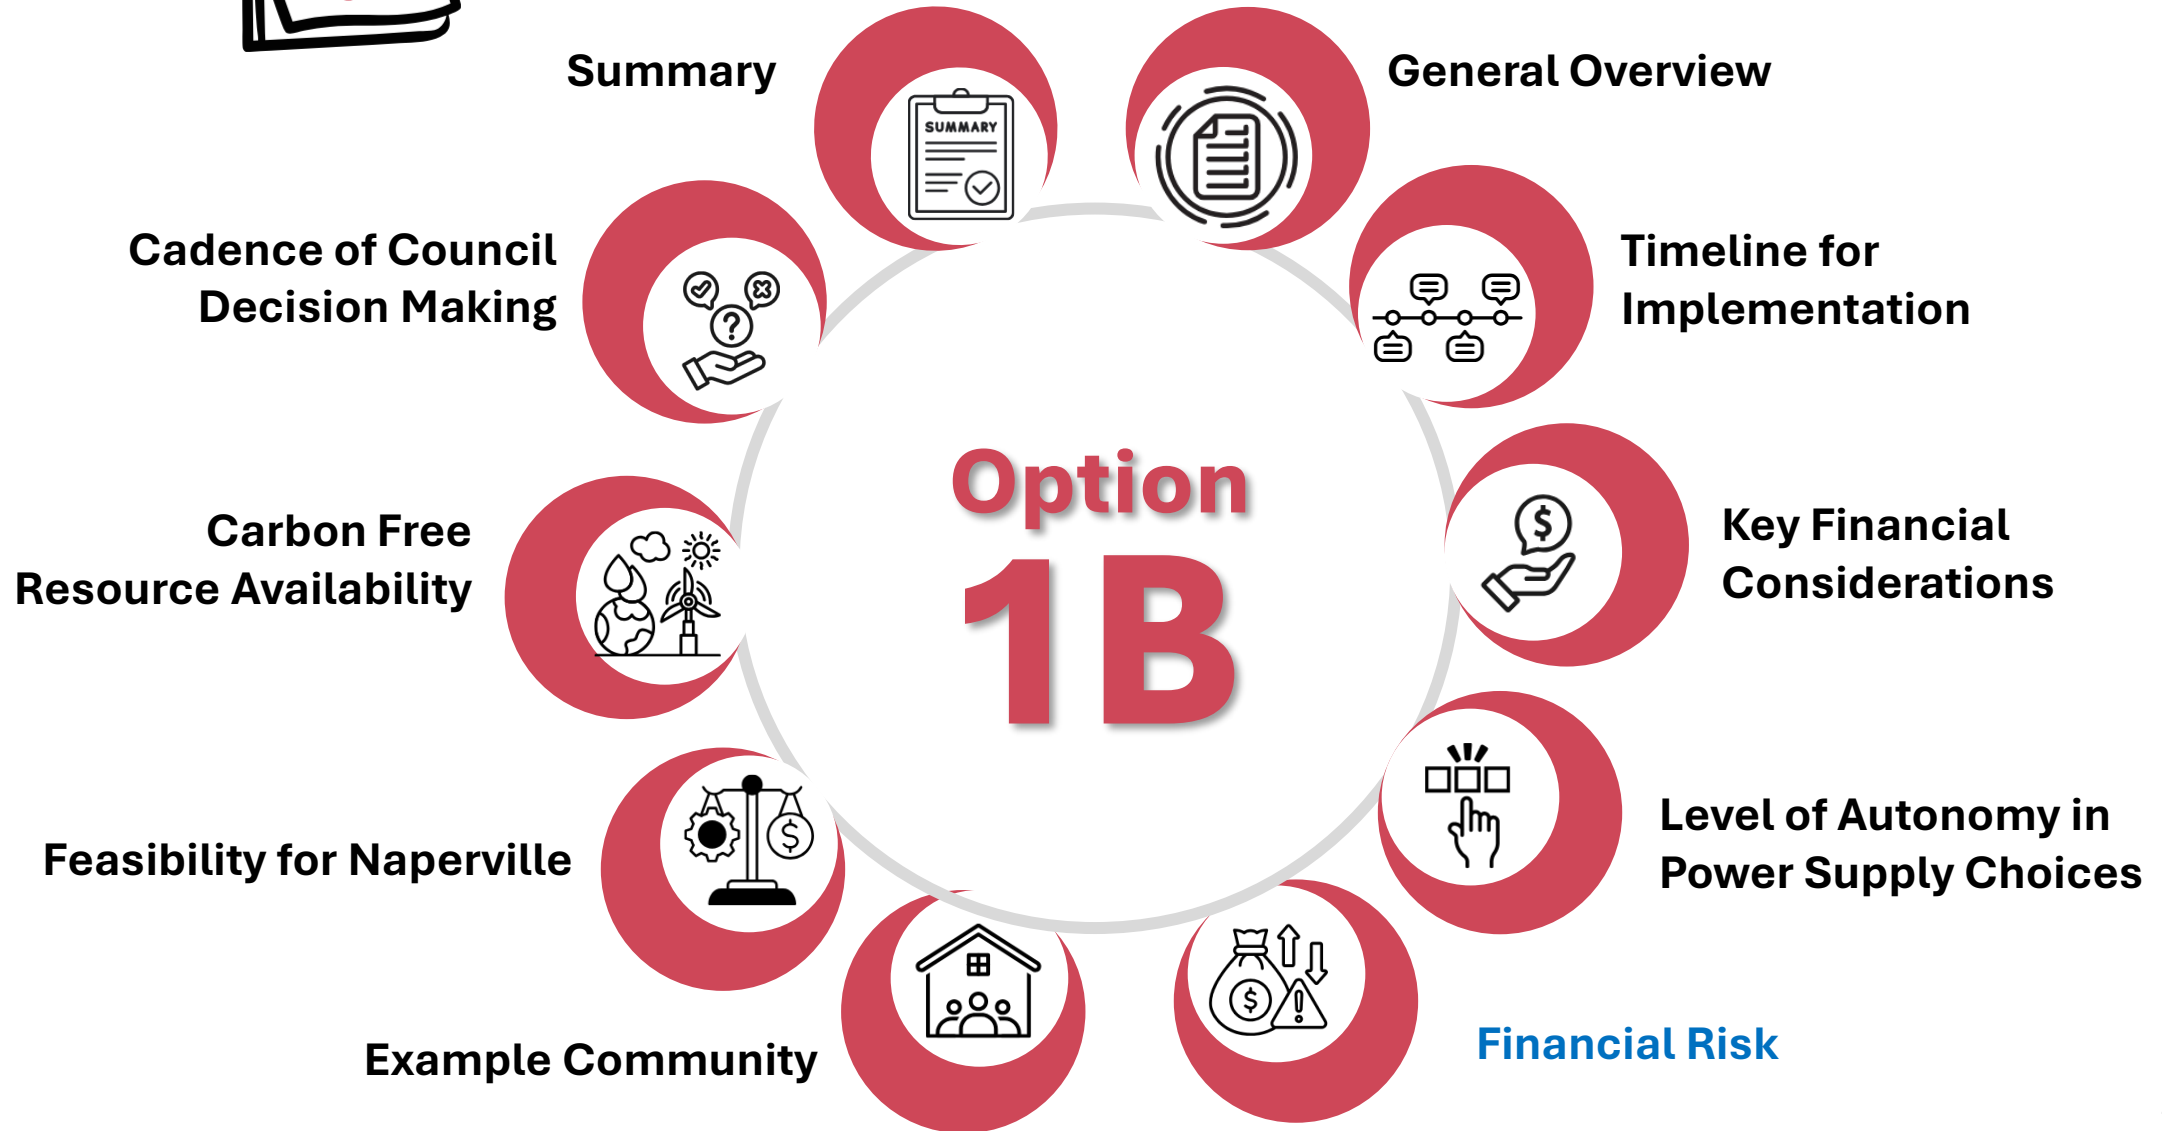 Summary
General Overview
SUMMARY
Cadence of Council
Decision Making
Timeline for
Implementation
Option
1B
Key Financial
Considerations
Carbon Free
Resource Availability
Level of Autonomy in
Power Supply Choices
Feasibility for Naperville
Example Community
Financial Risk